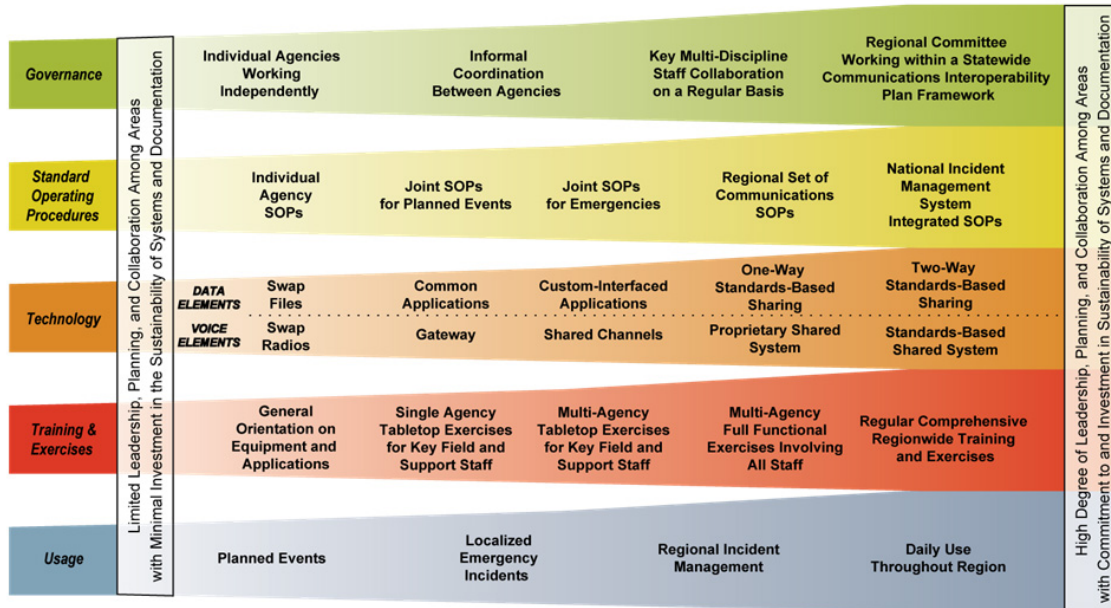 Limited Leadership, Planning, and Collaboration Among Areas
with Minimal Investment in the Sustainability of Systems and Documentation
Governance
Individual Agencies
Working
Independently
Informal
Coordination
Between Agencies
Key Multi-Discipline
Staff Collaboration
on a Regular Basis
Regional Committee
Working within a Statewide
Communications Interoperability
Plan Framework
Standard
Operating
Procedures
Individual
Agency
SOPs
Joint SOPs
for Planned Events
Joint SOPs
for Emergencies
Regional Set of
Communications
SOPs
National Incident
Management
System
Integrated SOPs
Technology
DATA
ELEMENTS
Swap
Files
Common
Applications
Custom-Interfaced
Applications
One-Way
Standards-Based
Sharing
Two-Way
Standards-Based
Sharing
VOICE
ELEMENTS
Swap
Radios
Gateway
Shared Channels
Proprietary Shared
System
Standards-Based
Shared System
Training &
Exercises
General
Orientation on
Equipment and
Applications
Single Agency
Tabletop Exercises
for Key Field and
Support Staff
Multi-Agency
Tabletop Exercises
for Key Field and
Support Staff
Multi-Agency
Full Functional
Exercises Involving
All Staff
Regular Comprehensive
Regionwide Training
and Exercises
Usage
Planned Events
Localized
Emergency
Incidents
Regional Incident
Management
Daily Use
Throughout Region
High Degree of Leadership, Planning, and Collaboration Among Areas
with Commitment to and Investment in Sustainability of Systems and Documentation